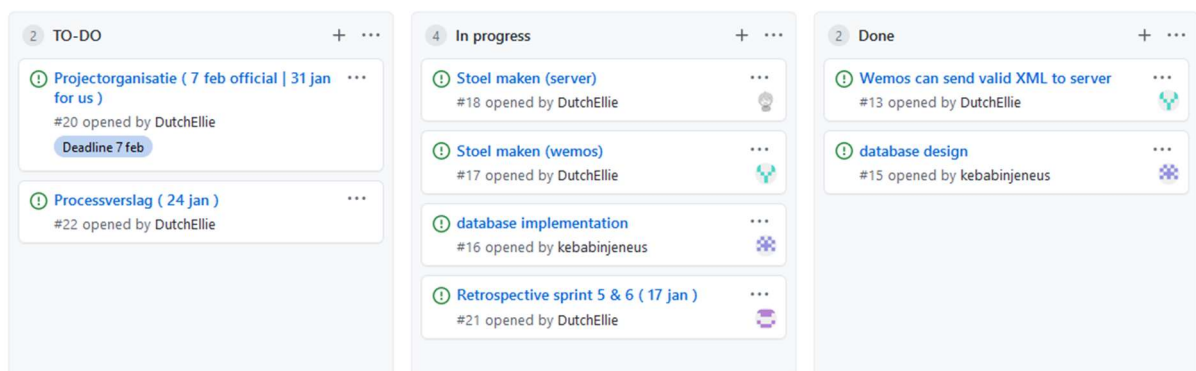 2 TO-DO
Projectorganisatie ( 7 feb official | 31 jan
for us )
#20 opened by DutchEllie
Deadline 7 feb
Processverslag ( 24 jan )
#22 opened by DutchEllie
4 In progress
Stoel maken (server)
#18 opened by DutchEllie
Stoel maken (wemos)
#17 opened by DutchEllie
database implementation
#16 opened by kebabinjeneus
Retrospective sprint 5 & 6 ( 17 jan )
#21 opened by DutchEllie
2 Done
Wemos can send valid XML to server
#13 opened by DutchEllie
database design
#15 opened by kebabinjeneus